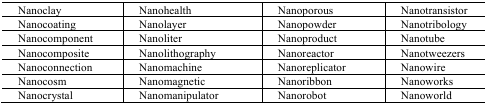 Nanoclay Nanohealth Nanoporous Nanotransistor
Nanocoating Nanolayer Nanopowder Nanotribology
Nanocomponent Nanoliter Nanoproduct Nanotube
Nanocomposite Nanolithography Nanoreactor Nanotweezers
Nanoconnection Nanomachine Nanoreplicator Nanowire
Nanocosm Nanomagnetic Nanoribbon Nanoworks
Nanocrystal Nanomanipulator Nanorobot Nanoworld